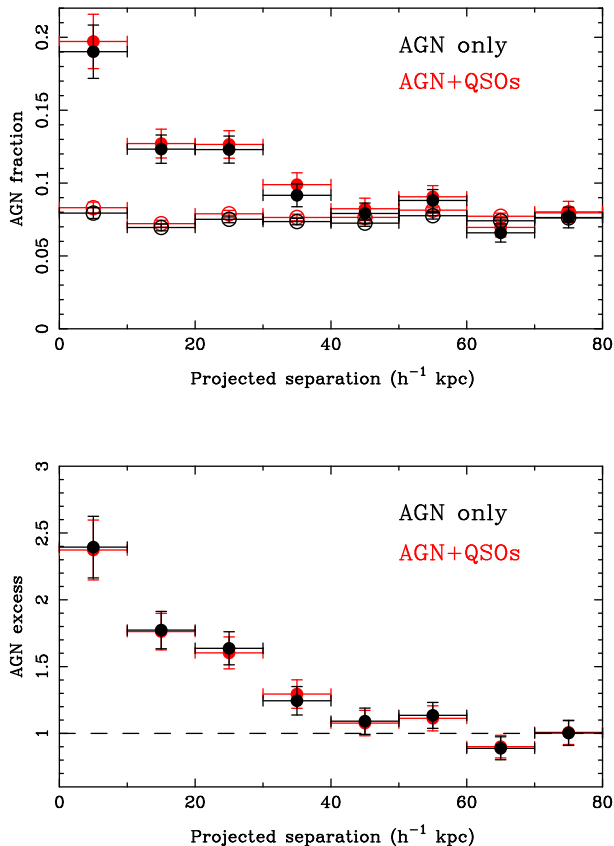 0.2
0.15
0.1
0.05
0
AGN fraction
AGN only
AGN+QSOs
0 20 40 60 80
Projected separation (h⁻¹ kpc)
3
2.5
2
1.5
1
AGN excess
AGN only
AGN+QSOs
0 20 40 60 80
Projected separation (h⁻¹ kpc)